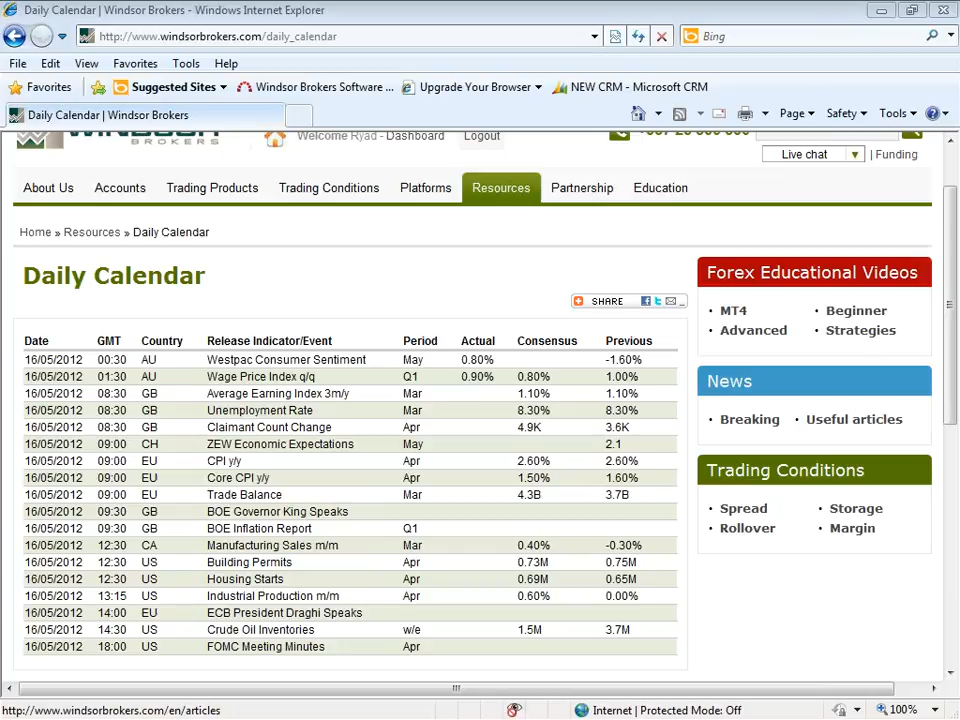 Daily Calendar | Windsor Brokers - Windows Internet Explorer
http://www.windsorbrokers.com/daily_calendar
Bing
File Edit View Favorites Tools Help
Favorites Suggested Sites Windsor Brokers Software ... Upgrade Your Browser NEW CRM - Microsoft CRM
Daily Calendar | Windsor Brokers
Page Safety Tools
BROKERS
Welcome Ryad - Dashboard Logout
Live chat | Funding
About Us Accounts Trading Products Trading Conditions Platforms Resources Partnership Education
Home » Resources » Daily Calendar
Daily Calendar
SHARE
Date GMT Country Release Indicator/Event Period Actual Consensus Previous
16/05/2012 00:30 AU Westpac Consumer Sentiment May 0.80% -1.60%
16/05/2012 01:30 AU Wage Price Index q/q Q1 0.90% 0.80% 1.00%
16/05/2012 08:30 GB Average Earning Index 3m/y Mar 1.10% 1.10%
16/05/2012 08:30 GB Unemployment Rate Mar 8.30% 8.30%
16/05/2012 08:30 GB Claimant Count Change Apr 4.9K 3.6K
16/05/2012 09:00 CH ZEW Economic Expectations May 2.1
16/05/2012 09:00 EU CPI y/y Apr 2.60% 2.60%
16/05/2012 09:00 EU Core CPI y/y Apr 1.50% 1.60%
16/05/2012 09:00 EU Trade Balance Mar 4.3B 3.7B
16/05/2012 09:30 GB BOE Governor King Speaks
16/05/2012 09:30 GB BOE Inflation Report Q1
16/05/2012 12:30 CA Manufacturing Sales m/m Mar 0.40% -0.30%
16/05/2012 12:30 US Building Permits Apr 0.73M 0.75M
16/05/2012 12:30 US Housing Starts Apr 0.69M 0.65M
16/05/2012 13:15 US Industrial Production m/m Apr 0.60% 0.00%
16/05/2012 14:00 EU ECB President Draghi Speaks
16/05/2012 14:30 US Crude Oil Inventories w/e 1.5M 3.7M
16/05/2012 18:00 US FOMC Meeting Minutes Apr
Forex Educational Videos
MT4 Beginner
Advanced Strategies
News
Breaking Useful articles
Trading Conditions
Spread Storage
Rollover Margin
http://www.windsorbrokers.com/en/articles
Internet | Protected Mode: Off
100%